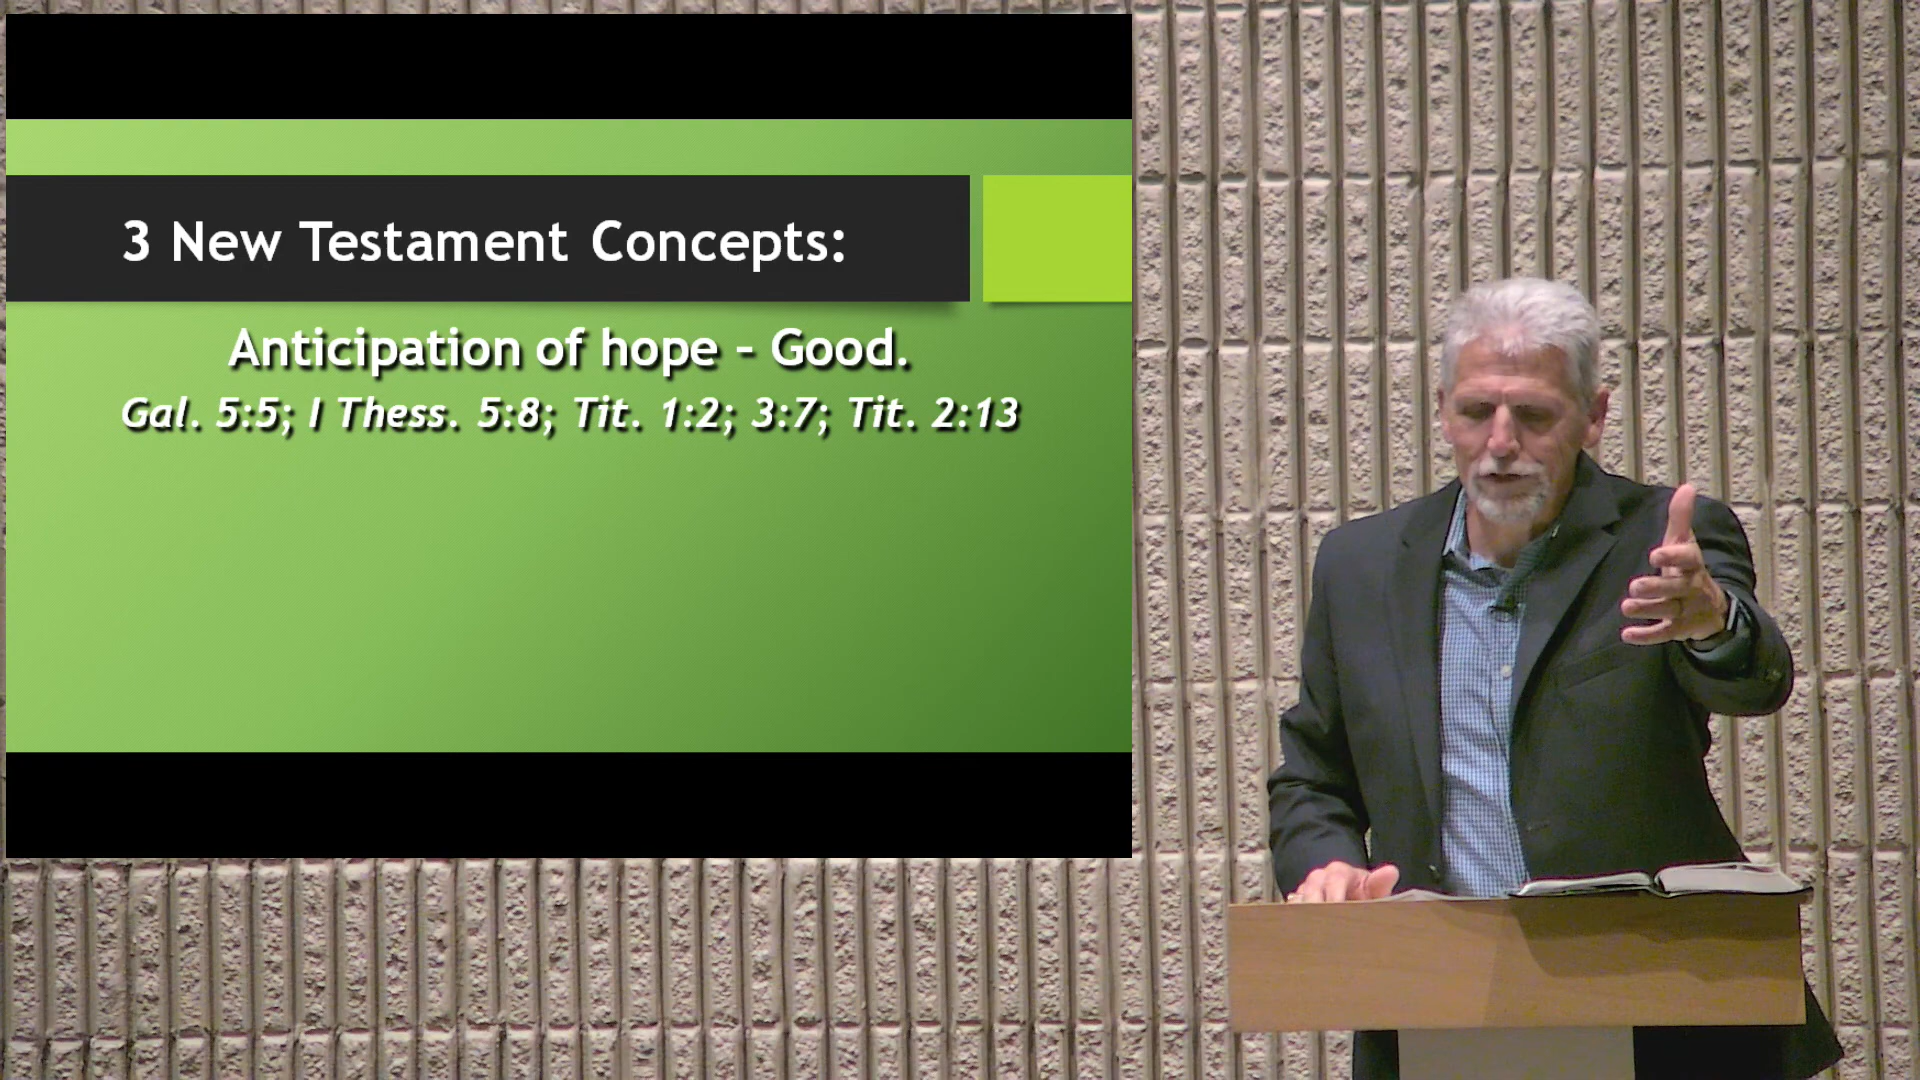 3 New Testament Concepts:
Anticipation of hope – Good.
Gal. 5:5; I Thess. 5:8; Tit. 1:2; 3:7; Tit. 2:13